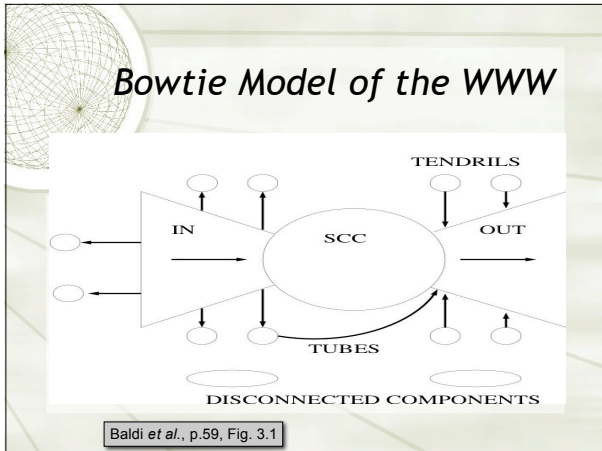 Bowtie Model of the WWW
TENDRILS
IN
SCC
OUT
TUBES
DISCONNECTED COMPONENTS
Baldi et al., p.59, Fig. 3.1